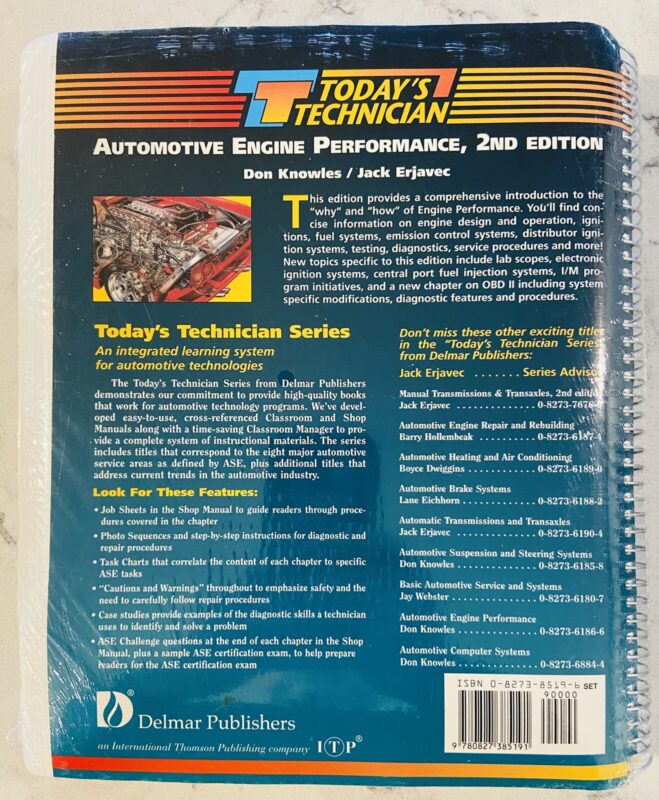 TODAY'S
TECHNICIAN
AUTOMOTIVE ENGINE PERFORMANCE, 2ND EDITION
Don Knowles / Jack Erjavec
This edition provides a comprehensive introduction to the
"why" and "how" of Engine Performance. You'll find con-
cise information on engine design and operation, igni-
tions, fuel systems, emission control systems, distributor igni-
tion systems, testing, diagnostics, service procedures and more!
New topics specific to this edition include lab scopes, electronic
ignition systems, central port fuel injection systems, I/M pro-
gram initiatives, and a new chapter on OBD II including system
specific modifications, diagnostic features and procedures.
Today's Technician Series
An integrated learning system
for automotive technologies
The Today's Technician Series from Delmar Publishers
demonstrates our commitment to provide high-quality books
that work for automotive technology programs. We've devel-
oped easy-to-use, cross-referenced Classroom and Shop
Manuals along with a time-saving Classroom Manager to pro-
vide a complete system of instructional materials. The series
includes titles that correspond to the eight major automotive
service areas as defined by ASE, plus additional titles that
address current trends in the automotive industry.
Look For These Features:
• Job Sheets in the Shop Manual to guide readers through proce-
dures covered in the chapter
• Photo Sequences and step-by-step instructions for diagnostic and
repair procedures
• Task Charts that correlate the content of each chapter to specific
ASE tasks
• "Cautions and Warnings" throughout to emphasize safety and the
need to carefully follow repair procedures
• Case studies provide examples of the diagnostic skills a technician
uses to identify and solve a problem
• ASE Challenge questions at the end of each chapter in the Shop
Manual, plus a sample ASE certification exam, to help prepare
readers for the ASE certification exam
Don't miss these other exciting titles
in the "Today's Technician Series"
from Delmar Publishers:
Jack Erjavec . . . . . . . Series Advisor
Manual Transmissions & Transaxles, 2nd edition
Jack Erjavec . . . . . . . . . . . . . . 0-8273-7676-
Automotive Engine Repair and Rebuilding
Barry Hollembeak . . . . . . . . . . 0-8273-6187-4
Automotive Heating and Air Conditioning
Boyce Dwiggins . . . . . . . . . . . . 0-8273-6189-0
Automotive Brake Systems
Lane Eichhorn . . . . . . . . . . . . . 0-8273-6188-2
Automatic Transmissions and Transaxles
Jack Erjavec . . . . . . . . . . . . . . 0-8273-6190-4
Automotive Suspension and Steering Systems
Don Knowles . . . . . . . . . . . . . . 0-8273-6185-8
Basic Automotive Service and Systems
Jay Webster . . . . . . . . . . . . . . . 0-8273-6180-7
Automotive Engine Performance
Don Knowles . . . . . . . . . . . . . . 0-8273-6186-6
Automotive Computer Systems
Don Knowles . . . . . . . . . . . . . . 0-8273-6884-4
ISBN 0-8273-8519-6 SET
90000
9 780827 385191
D®
Delmar Publishers
an International Thomson Publishing company ITP®